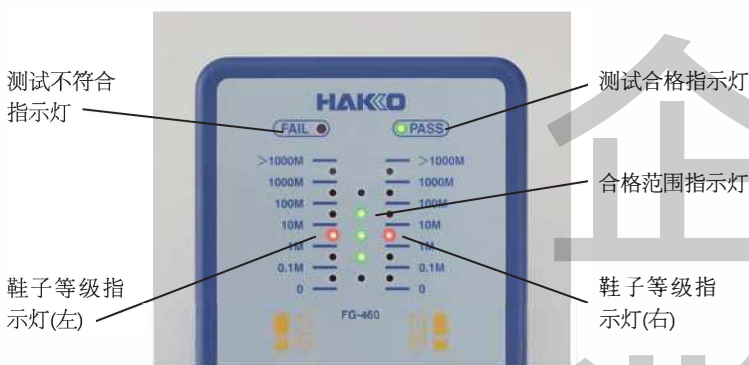 测试不符合
指示灯
测试合格指示灯
合格范围指示灯
鞋子等级指
示灯(左)
鞋子等级指
示灯(右)
HAKKO
FAIL
PASS
>1000M >1000M
1000M 1000M
100M 100M
10M 10M
1M 1M
0.1M 0.1M
0 0
FG-460
企